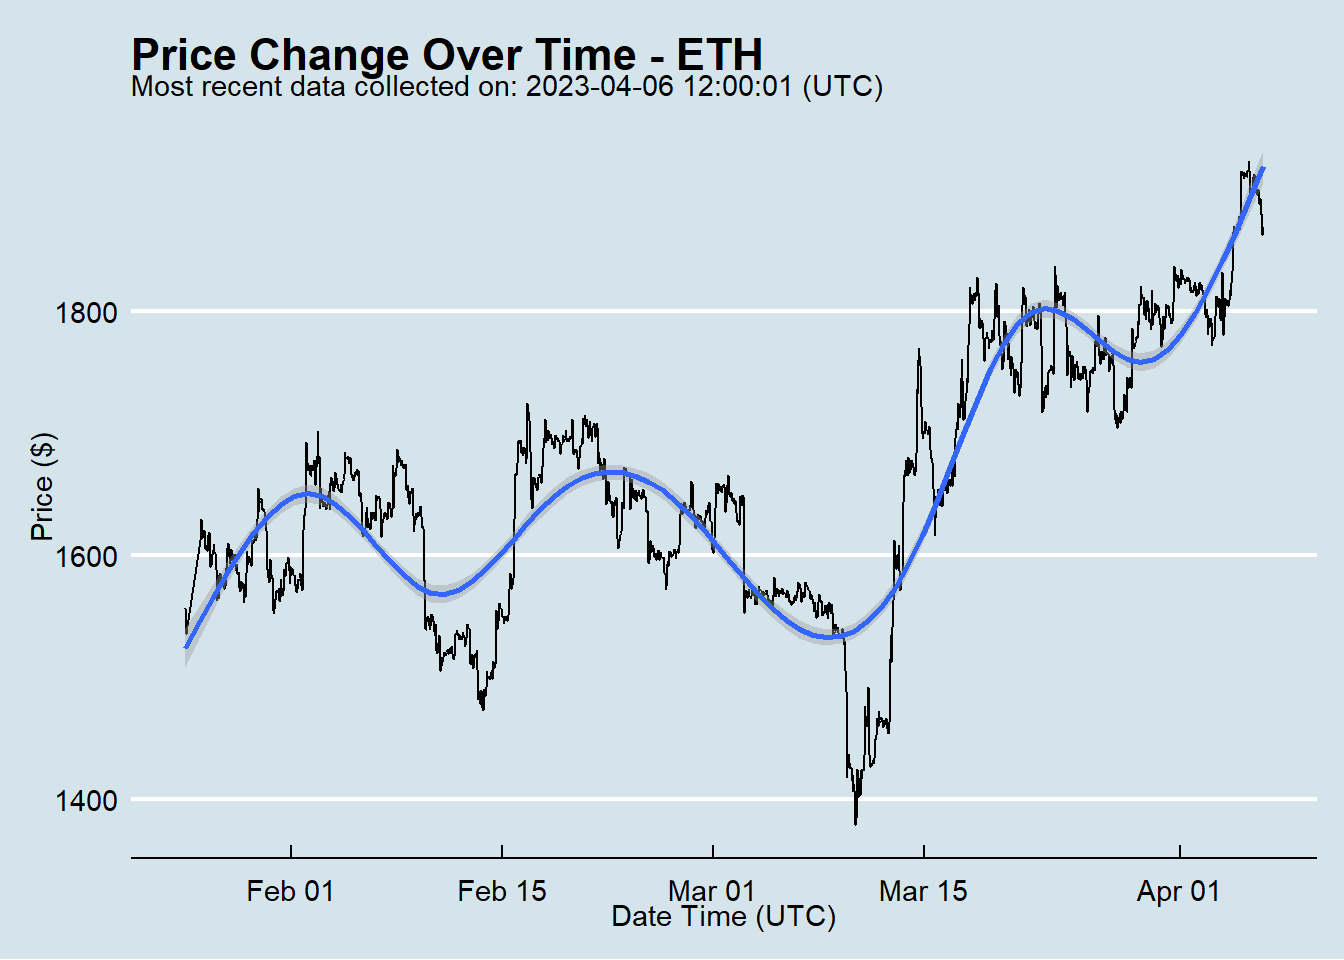 Price Change Over Time - ETH
Most recent data collected on: 2023-04-06 12:00:01 (UTC)
Price ($)
1800
1600
1400
Feb 01
Feb 15
Mar 01
Mar 15
Apr 01
Date Time (UTC)